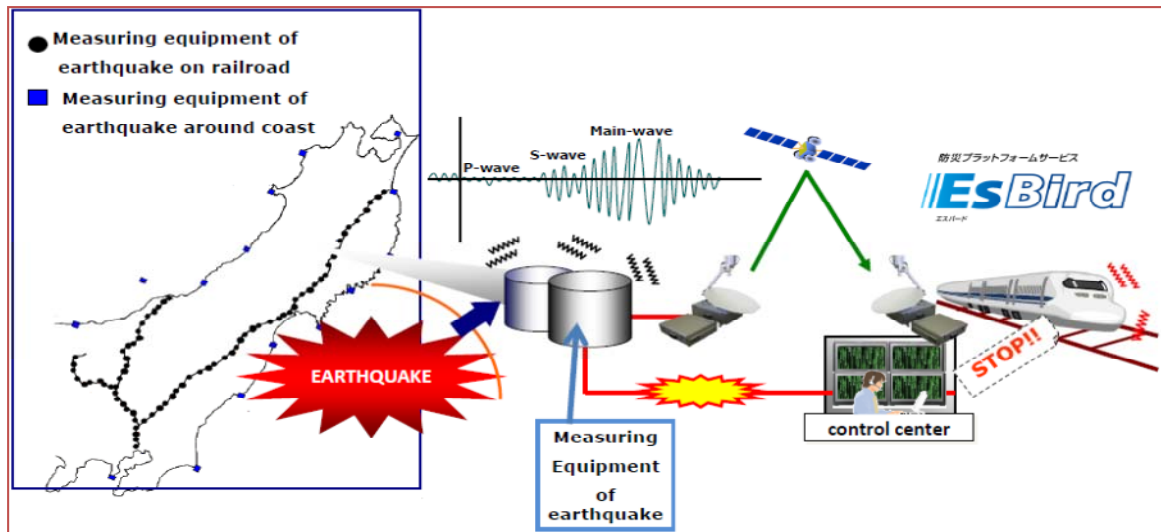 Measuring equipment of
earthquake on railroad
Measuring equipment of
earthquake around coast
Main-wave
S-wave
P-wave
防災プラットフォームサービス
EsBird
エスバード
EARTHQUAKE
STOP!!
control center
Measuring
Equipment
of
earthquake